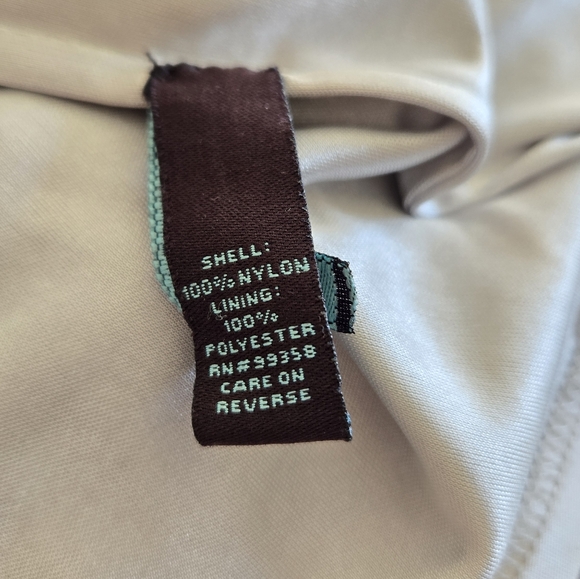 SHELL:
100% NYLON
LINING:
100%
POLYESTER
RN#99358
CARE ON
REVERSE